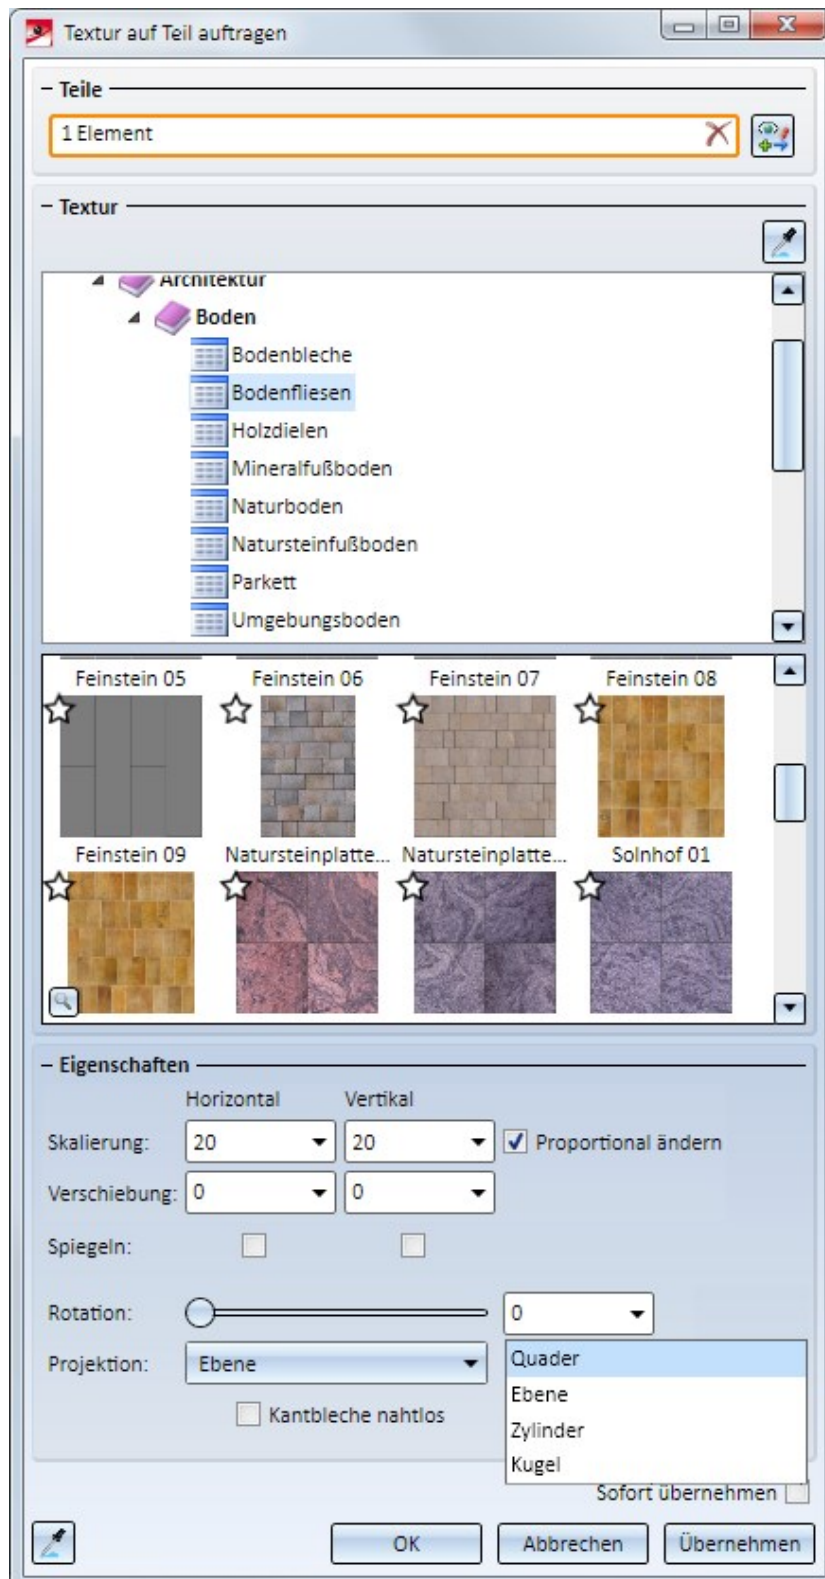 Textur auf Teil auftragen
Teile
1 Element
Textur
Architektur
Boden
Bodenbleche
Bodenfliesen
Holzdielen
Mineralfußboden
Naturboden
Natursteinfußboden
Parkett
Umgebungsboden
Feinstein 05 Feinstein 06 Feinstein 07 Feinstein 08
Feinstein 09 Natursteinplatte... Natursteinplatte... Solnhof 01
Eigenschaften
Horizontal Vertikal
Skalierung: 20 20 Proportional ändern
Verschiebung: 0 0
Spiegeln:
Rotation: 0
Projektion: Ebene Quader
Ebene
Kantbleche nahtlos Zylinder
Kugel
Sofort übernehmen
OK Abbrechen Übernehmen